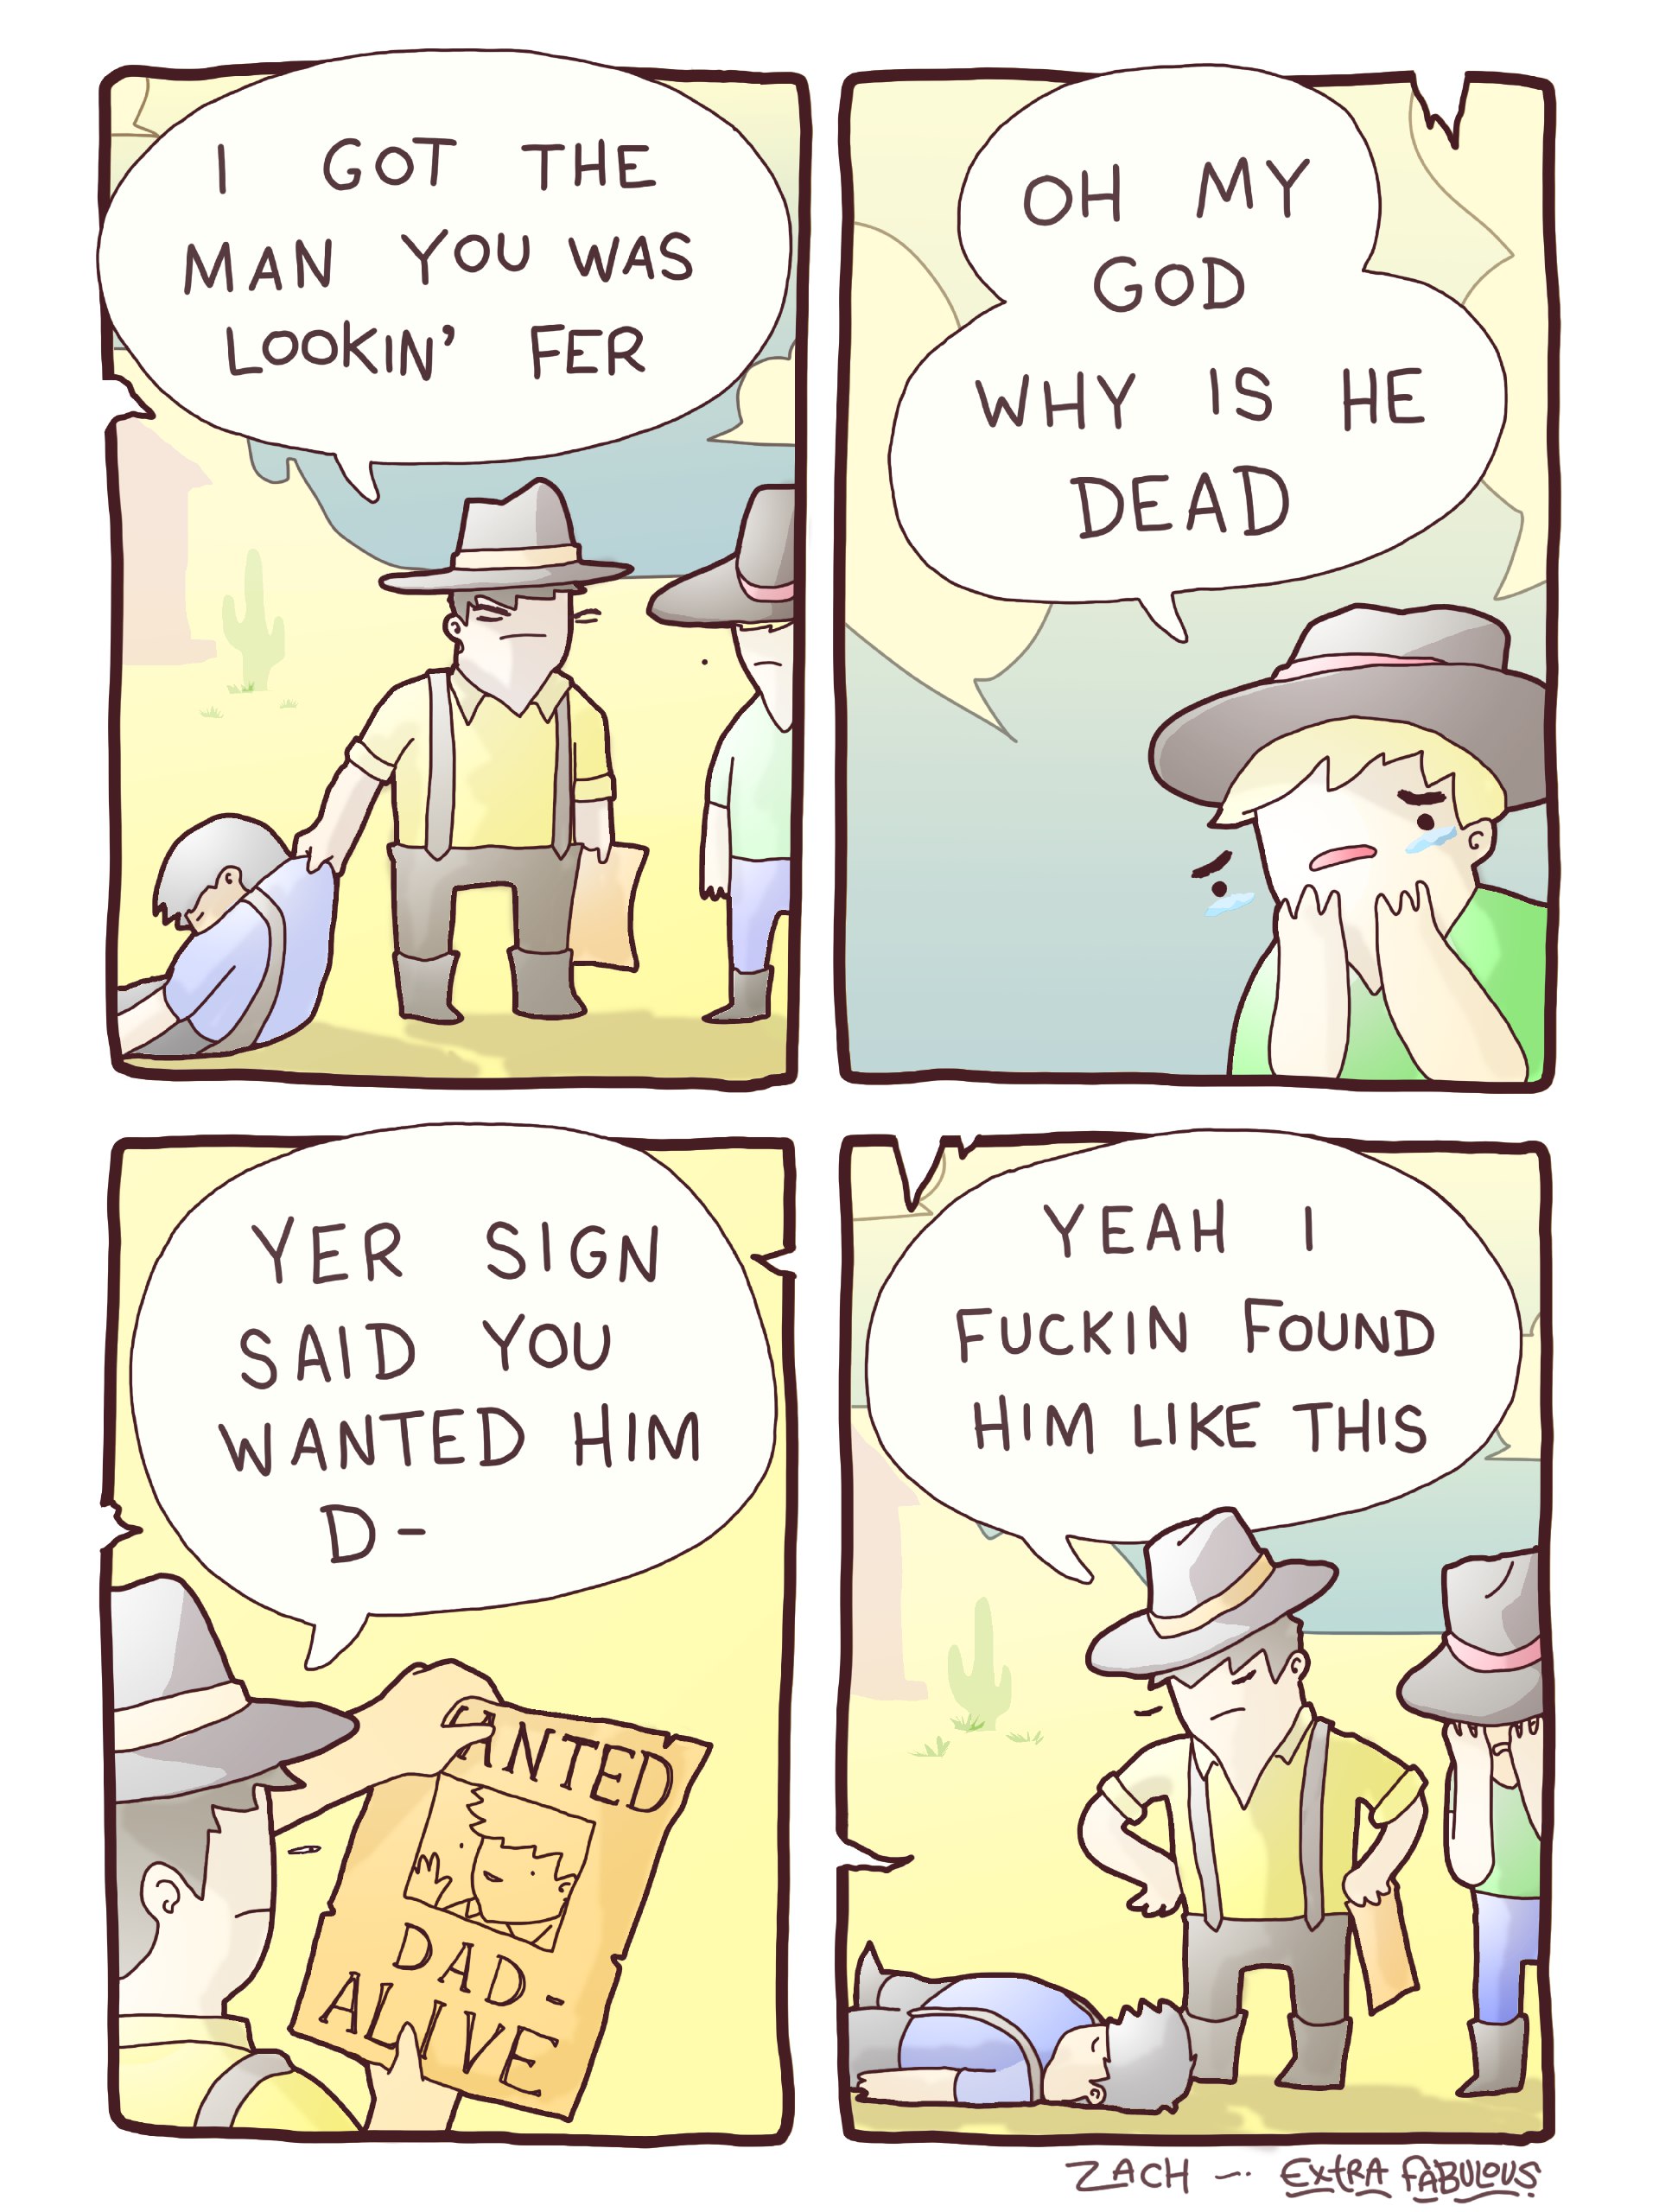 I GOT THE
MAN YOU WAS
LOOKIN' FER
OH MY
GOD
WHY IS HE
DEAD
YER SIGN
SAID YOU
WANTED HIM
D-
ANTED
DAD-
ALIVE
YEAH I
FUCKIN FOUND
HIM LIKE THIS
ZACH -- EXTRA FABULOUS